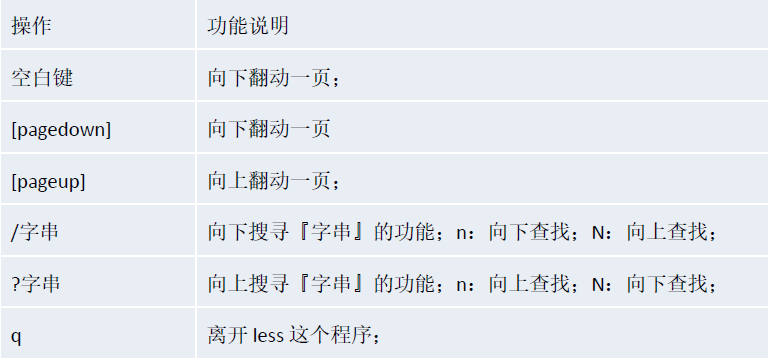 操作 功能说明
空白键 向下翻动一页；
[pagedown] 向下翻动一页
[pageup] 向上翻动一页；
/字串 向下搜寻『字串』的功能；n：向下查找；N：向上查找；
?字串 向上搜寻『字串』的功能；n：向上查找；N：向下查找；
q 离开 less 这个程序；